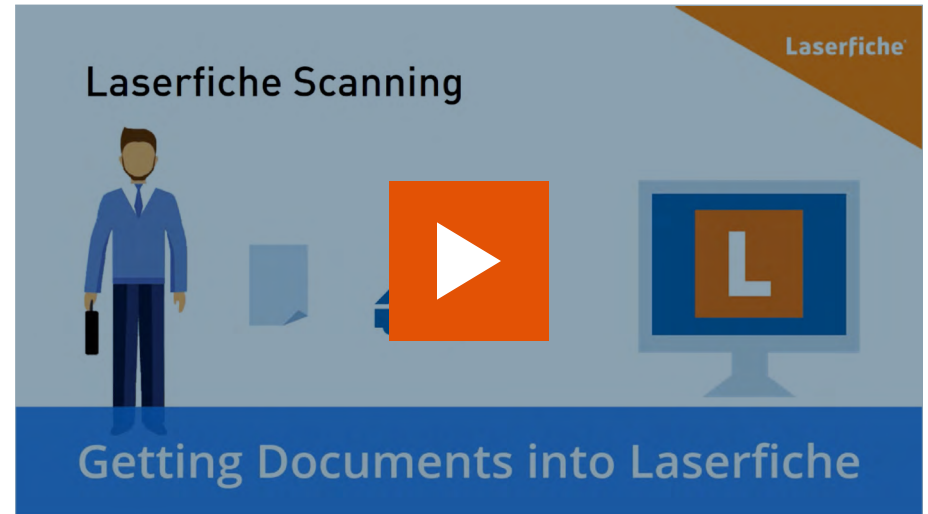 Laserfiche
Laserfiche Scanning
L
Getting Documents into Laserfiche